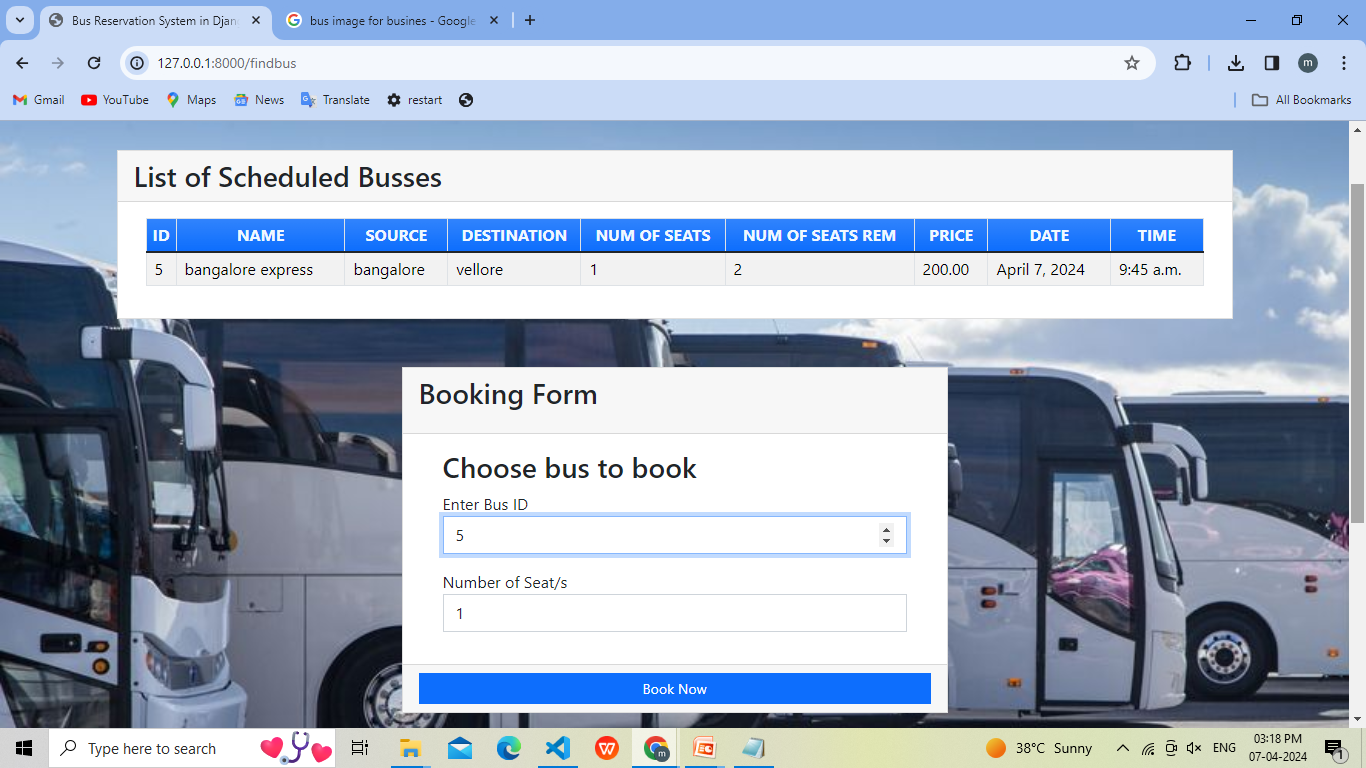 Bus Reservation System in Djan
bus image for busines - Google
127.0.0.1:8000/findbus
m
Gmail YouTube Maps News Translate restart All Bookmarks
List of Scheduled Busses
ID NAME SOURCE DESTINATION NUM OF SEATS NUM OF SEATS REM PRICE DATE TIME
5 bangalore express bangalore vellore 1 2 200.00 April 7, 2024 9:45 a.m.
Booking Form
Choose bus to book
Enter Bus ID
5
Number of Seat/s
1
Book Now
Type here to search
38°C Sunny
ENG
03:18 PM
07-04-2024
1